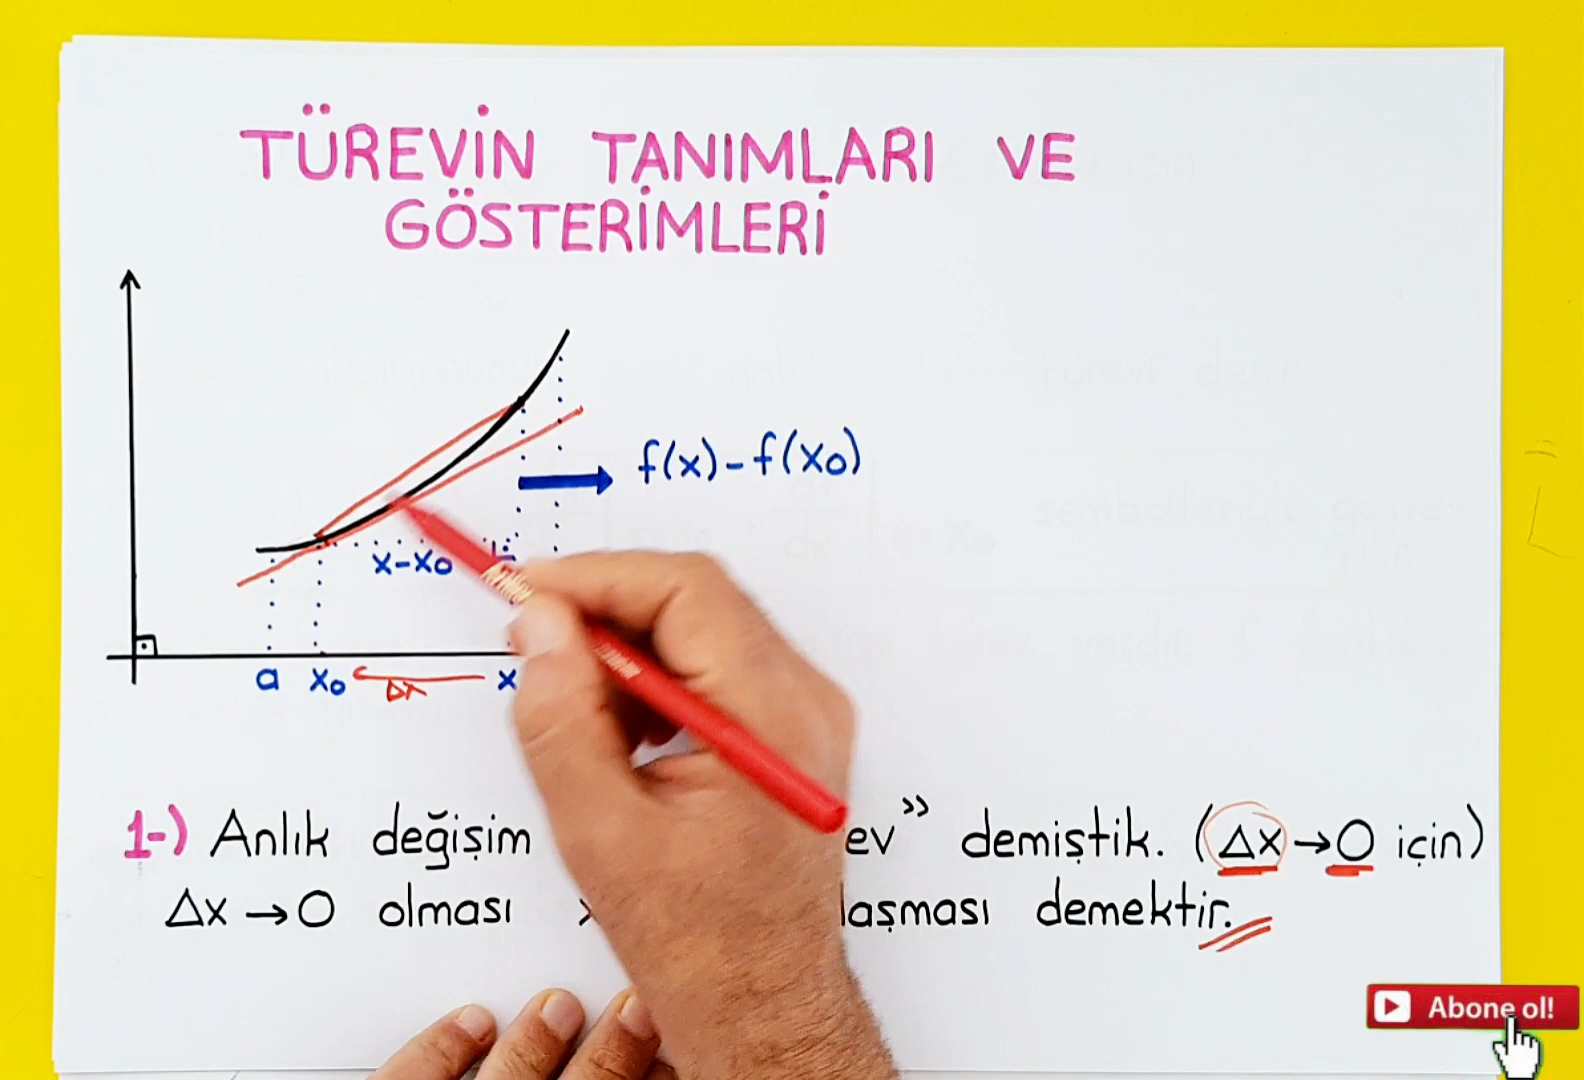 TÜREVİN TANIMLARI VE
GÖSTERİMLERİ
f(x)-f(x₀)
x-x₀
a x₀ Δx x
1-) Anlık değişim ev” demiştik. (Δx→0 için)
Δx→0 olması laşması demektir.
Abone ol!